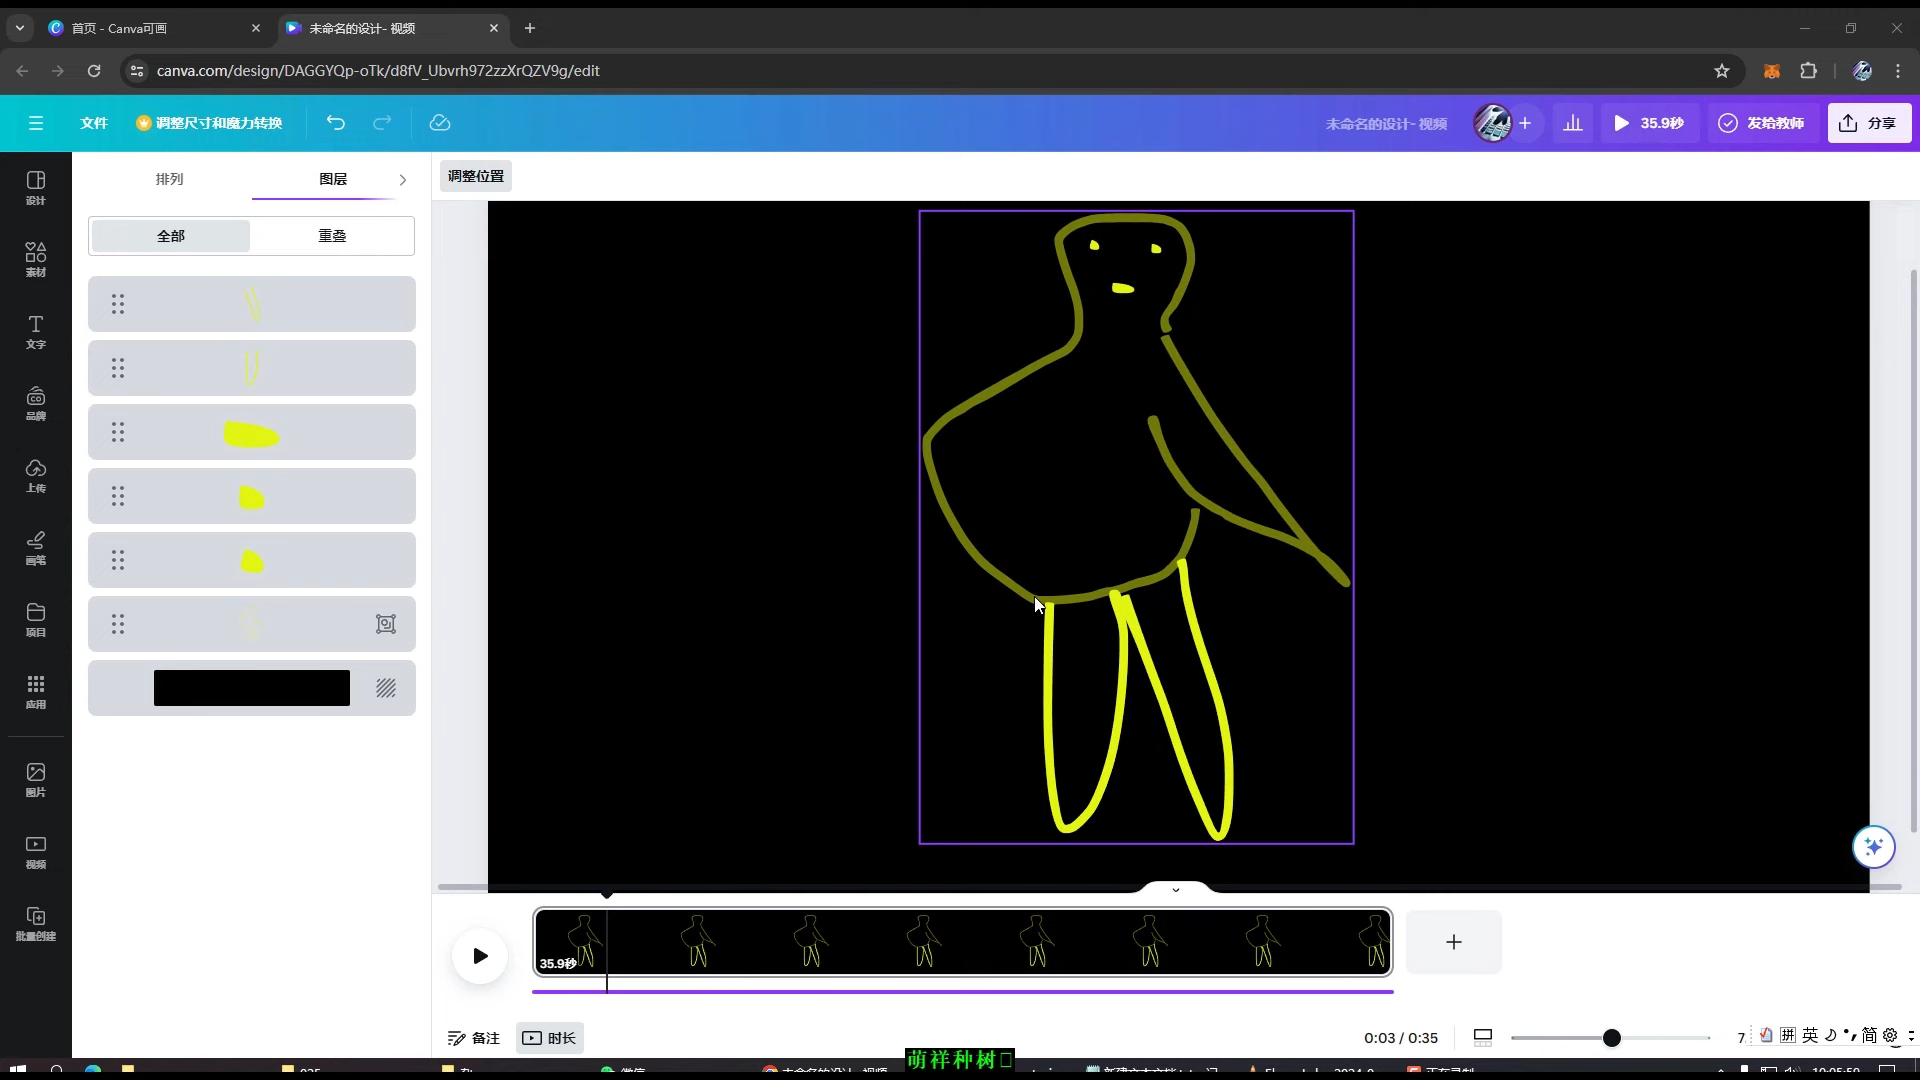 首页 - Canva可画
未命名的设计- 视频
canva.com/design/DAGGYQp-oTk/d8fV_Ubvrh972zzXrQZV9g/edit
文件
调整尺寸和魔力转换
未命名的设计- 视频
35.9秒
发给教师
分享
设计
素材
文字
品牌
上传
画笔
项目
应用
图片
视频
批量创建
排列
图层
全部
重叠
调整位置
35.9秒
备注
时长
0:03 / 0:35
7
拼 英 简
萌祥种树